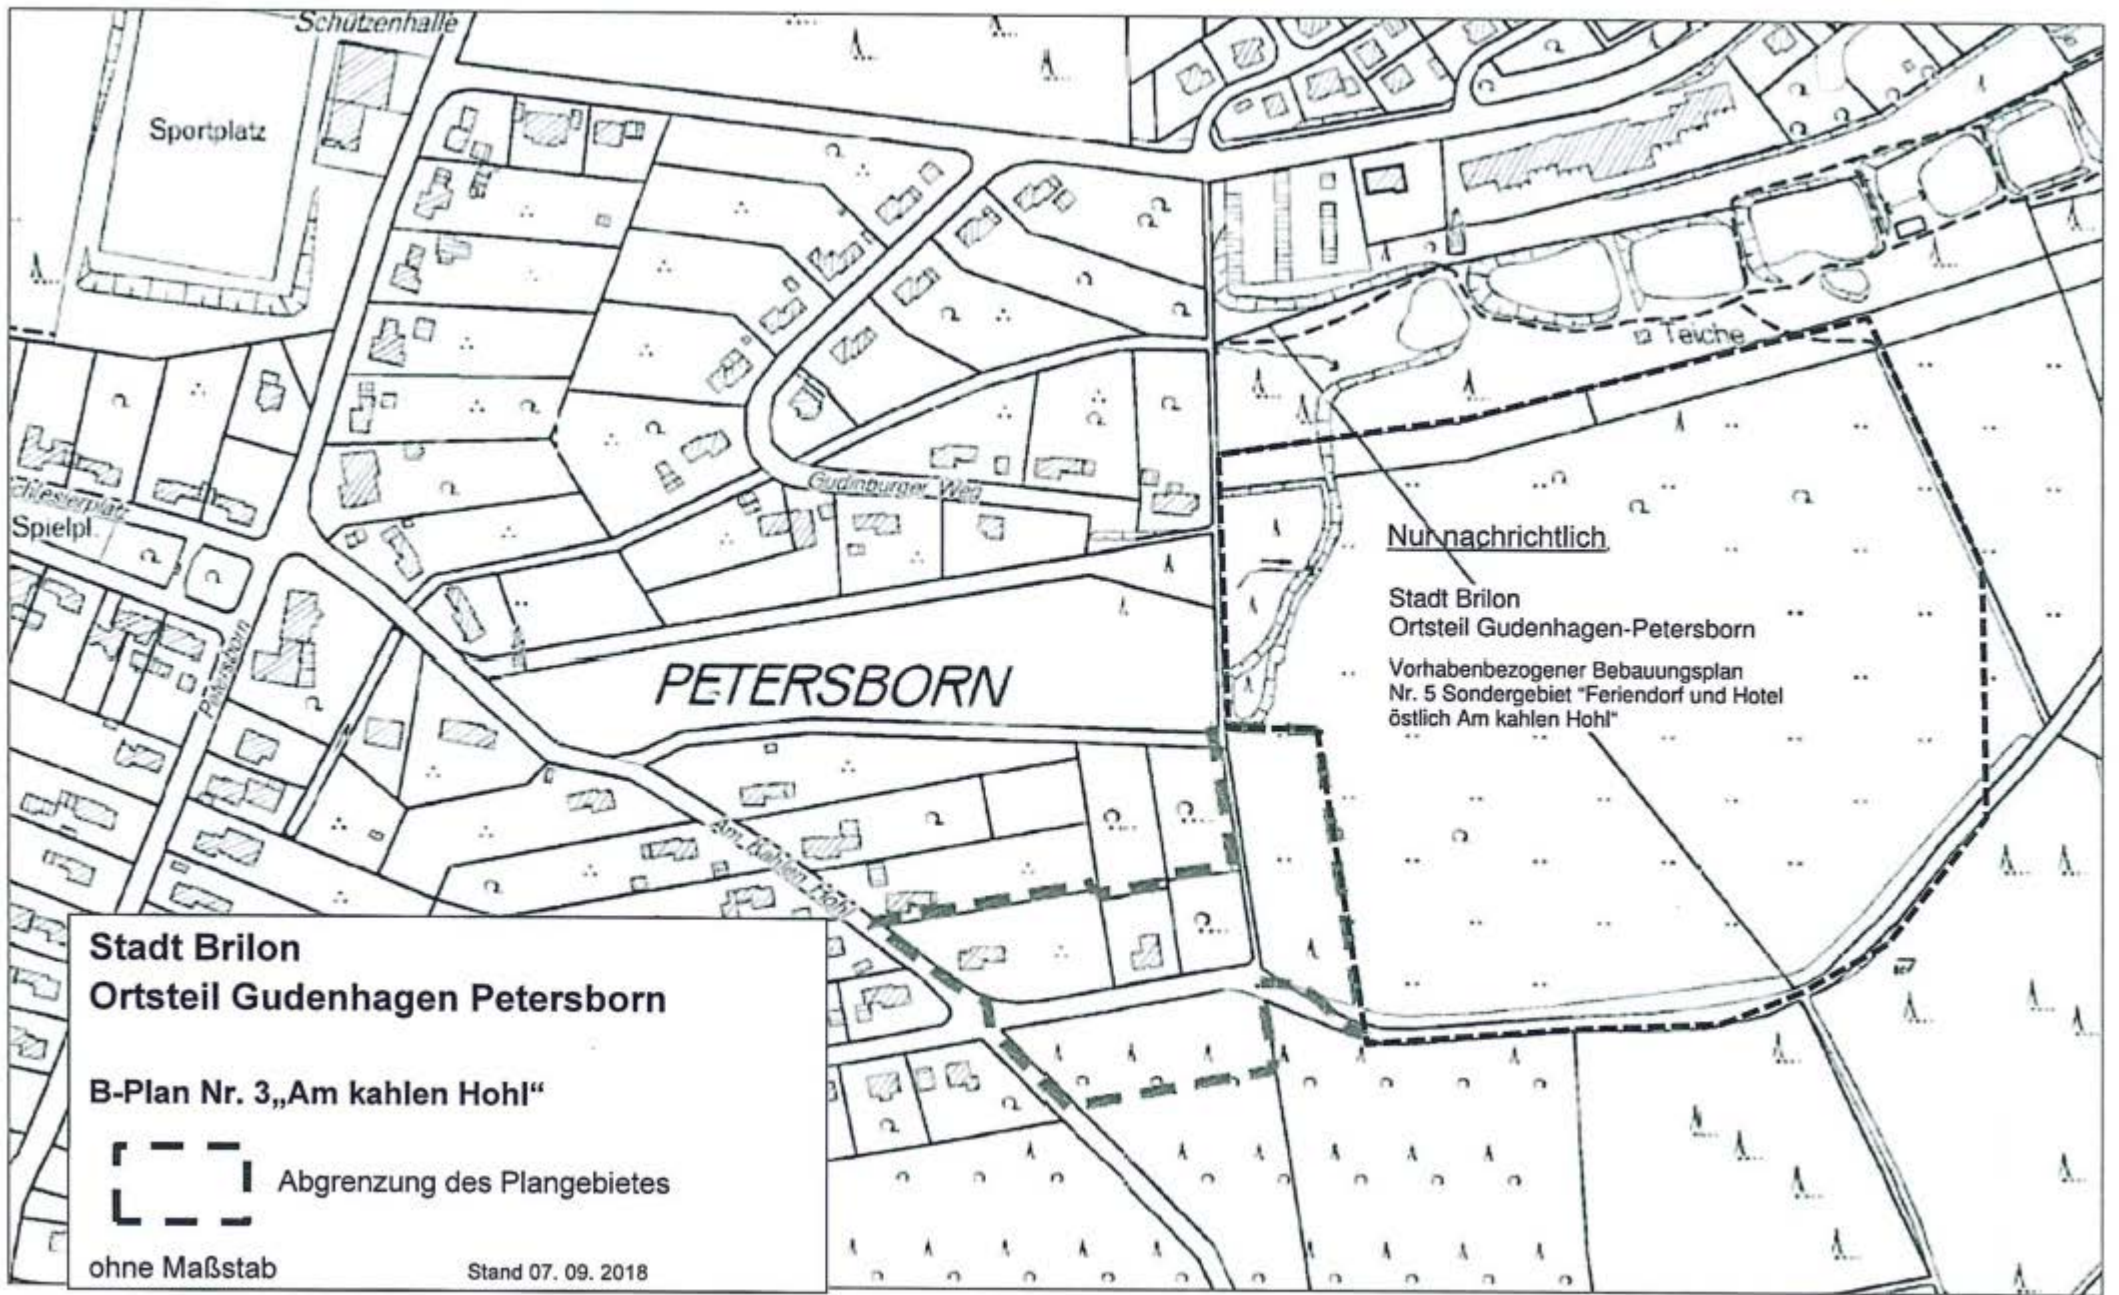 Schützenhalle
Sportplatz
Teiche
Gudinburger Weg
Spielpl.
Petersborn
PETERSBORN
Am Kahlen Hohl
Nur nachrichtlich
Stadt Brilon
Ortsteil Gudenhagen-Petersborn
Vorhabenbezogener Bebauungsplan
Nr. 5 Sondergebiet "Feriendorf und Hotel
östlich Am kahlen Hohl"
Stadt Brilon
Ortsteil Gudenhagen Petersborn
B-Plan Nr. 3„Am kahlen Hohl“
Abgrenzung des Plangebietes
ohne Maßstab
Stand 07. 09. 2018